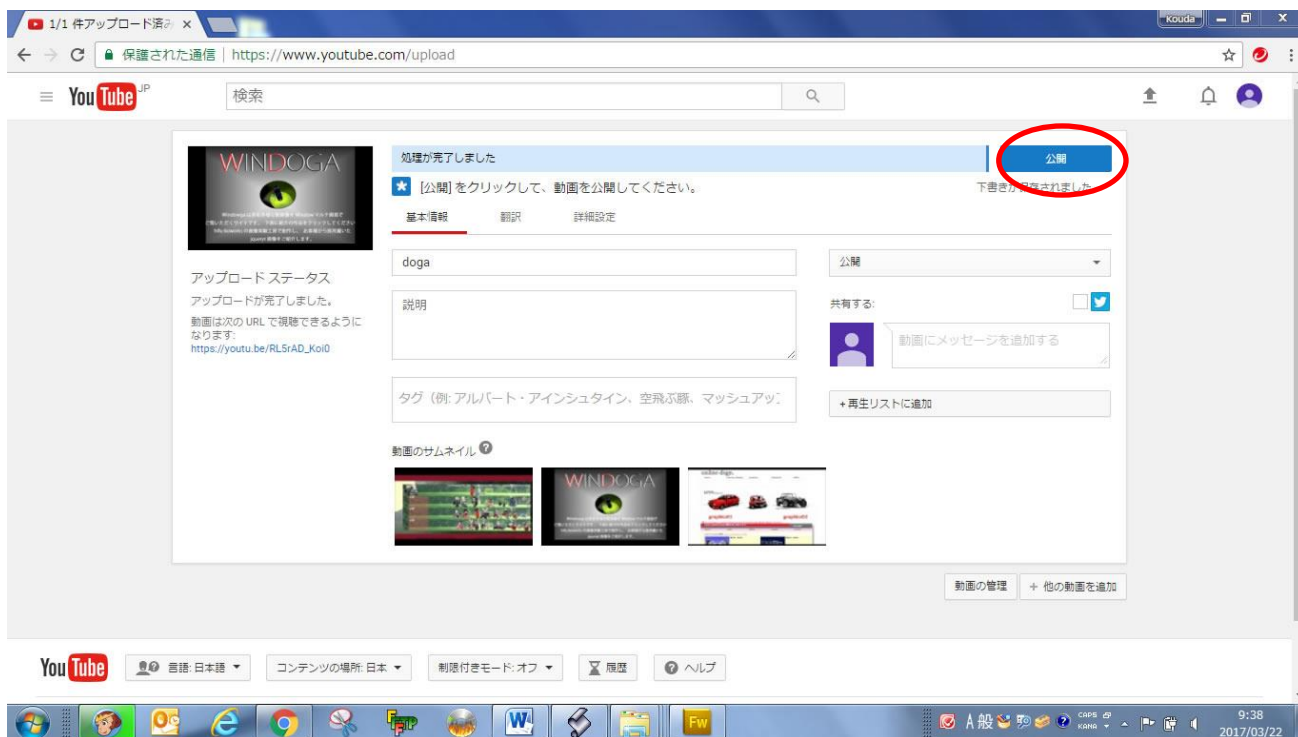 1/1 件アップロード済み
Kouda
保護された通信 | https://www.youtube.com/upload
YouTube JP
検索
WINDOGA
処理が完了しました
公開
[公開] をクリックして、動画を公開してください。
下書きが保存されました
基本情報 翻訳 詳細設定
doga
公開
アップロード ステータス
アップロードが完了しました。
動画は次の URL で視聴できるように
なります:
https://youtu.be/RL5rAD_Koi0
説明
共有する:
動画にメッセージを追加する
タグ (例: アルバート・アインシュタイン、空飛ぶ豚、マッシュアップ
+ 再生リストに追加
動画のサムネイル
WINDOGA
動画の管理
+ 他の動画を追加
YouTube
言語: 日本語
コンテンツの場所: 日本
制限付きモード: オフ
履歴
ヘルプ
Fw
A 般
CAPS
KANA
9:38
2017/03/22